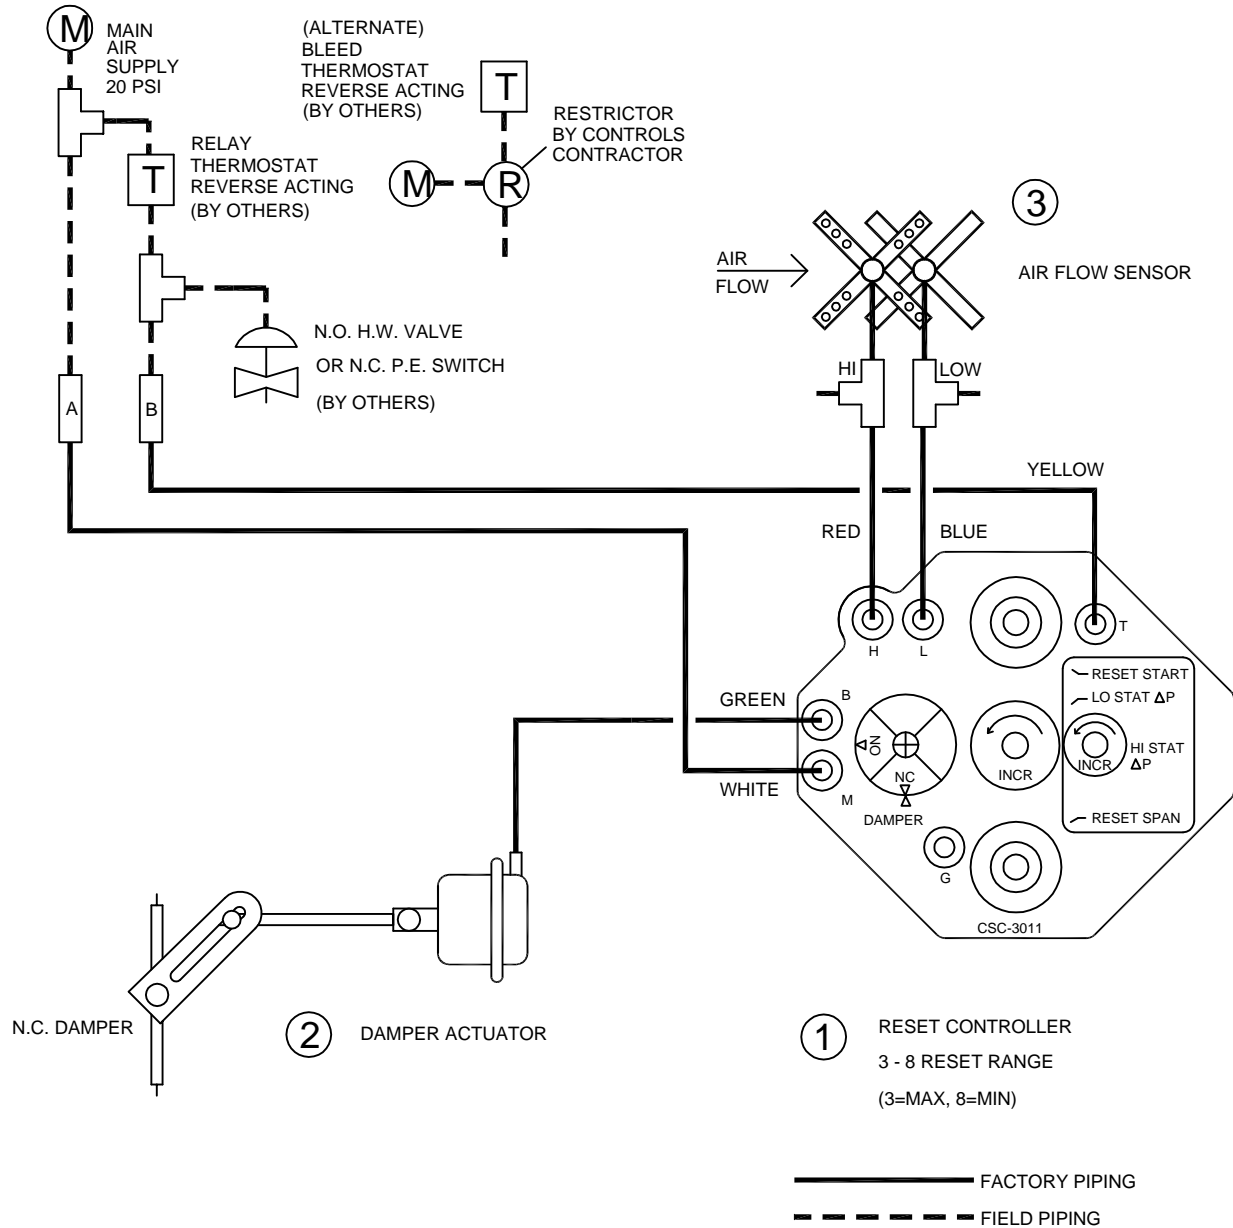 M
MAIN
AIR
SUPPLY
20 PSI
(ALTERNATE)
BLEED
THERMOSTAT
REVERSE ACTING
(BY OTHERS)
T
RESTRICTOR
BY CONTROLS
CONTRACTOR
M
R
RELAY
THERMOSTAT
REVERSE ACTING
(BY OTHERS)
T
3
AIR
FLOW
AIR FLOW SENSOR
N.O. H.W. VALVE
OR N.C. P.E. SWITCH
(BY OTHERS)
HI
LOW
A
B
YELLOW
RED
BLUE
H
L
T
RESET START
LO STAT ΔP
HI STAT
ΔP
INCR
RESET SPAN
GREEN
B
NO
NC
DAMPER
INCR
WHITE
M
G
CSC-3011
N.C. DAMPER
2
DAMPER ACTUATOR
1
RESET CONTROLLER
3 - 8 RESET RANGE
(3=MAX, 8=MIN)
FACTORY PIPING
FIELD PIPING